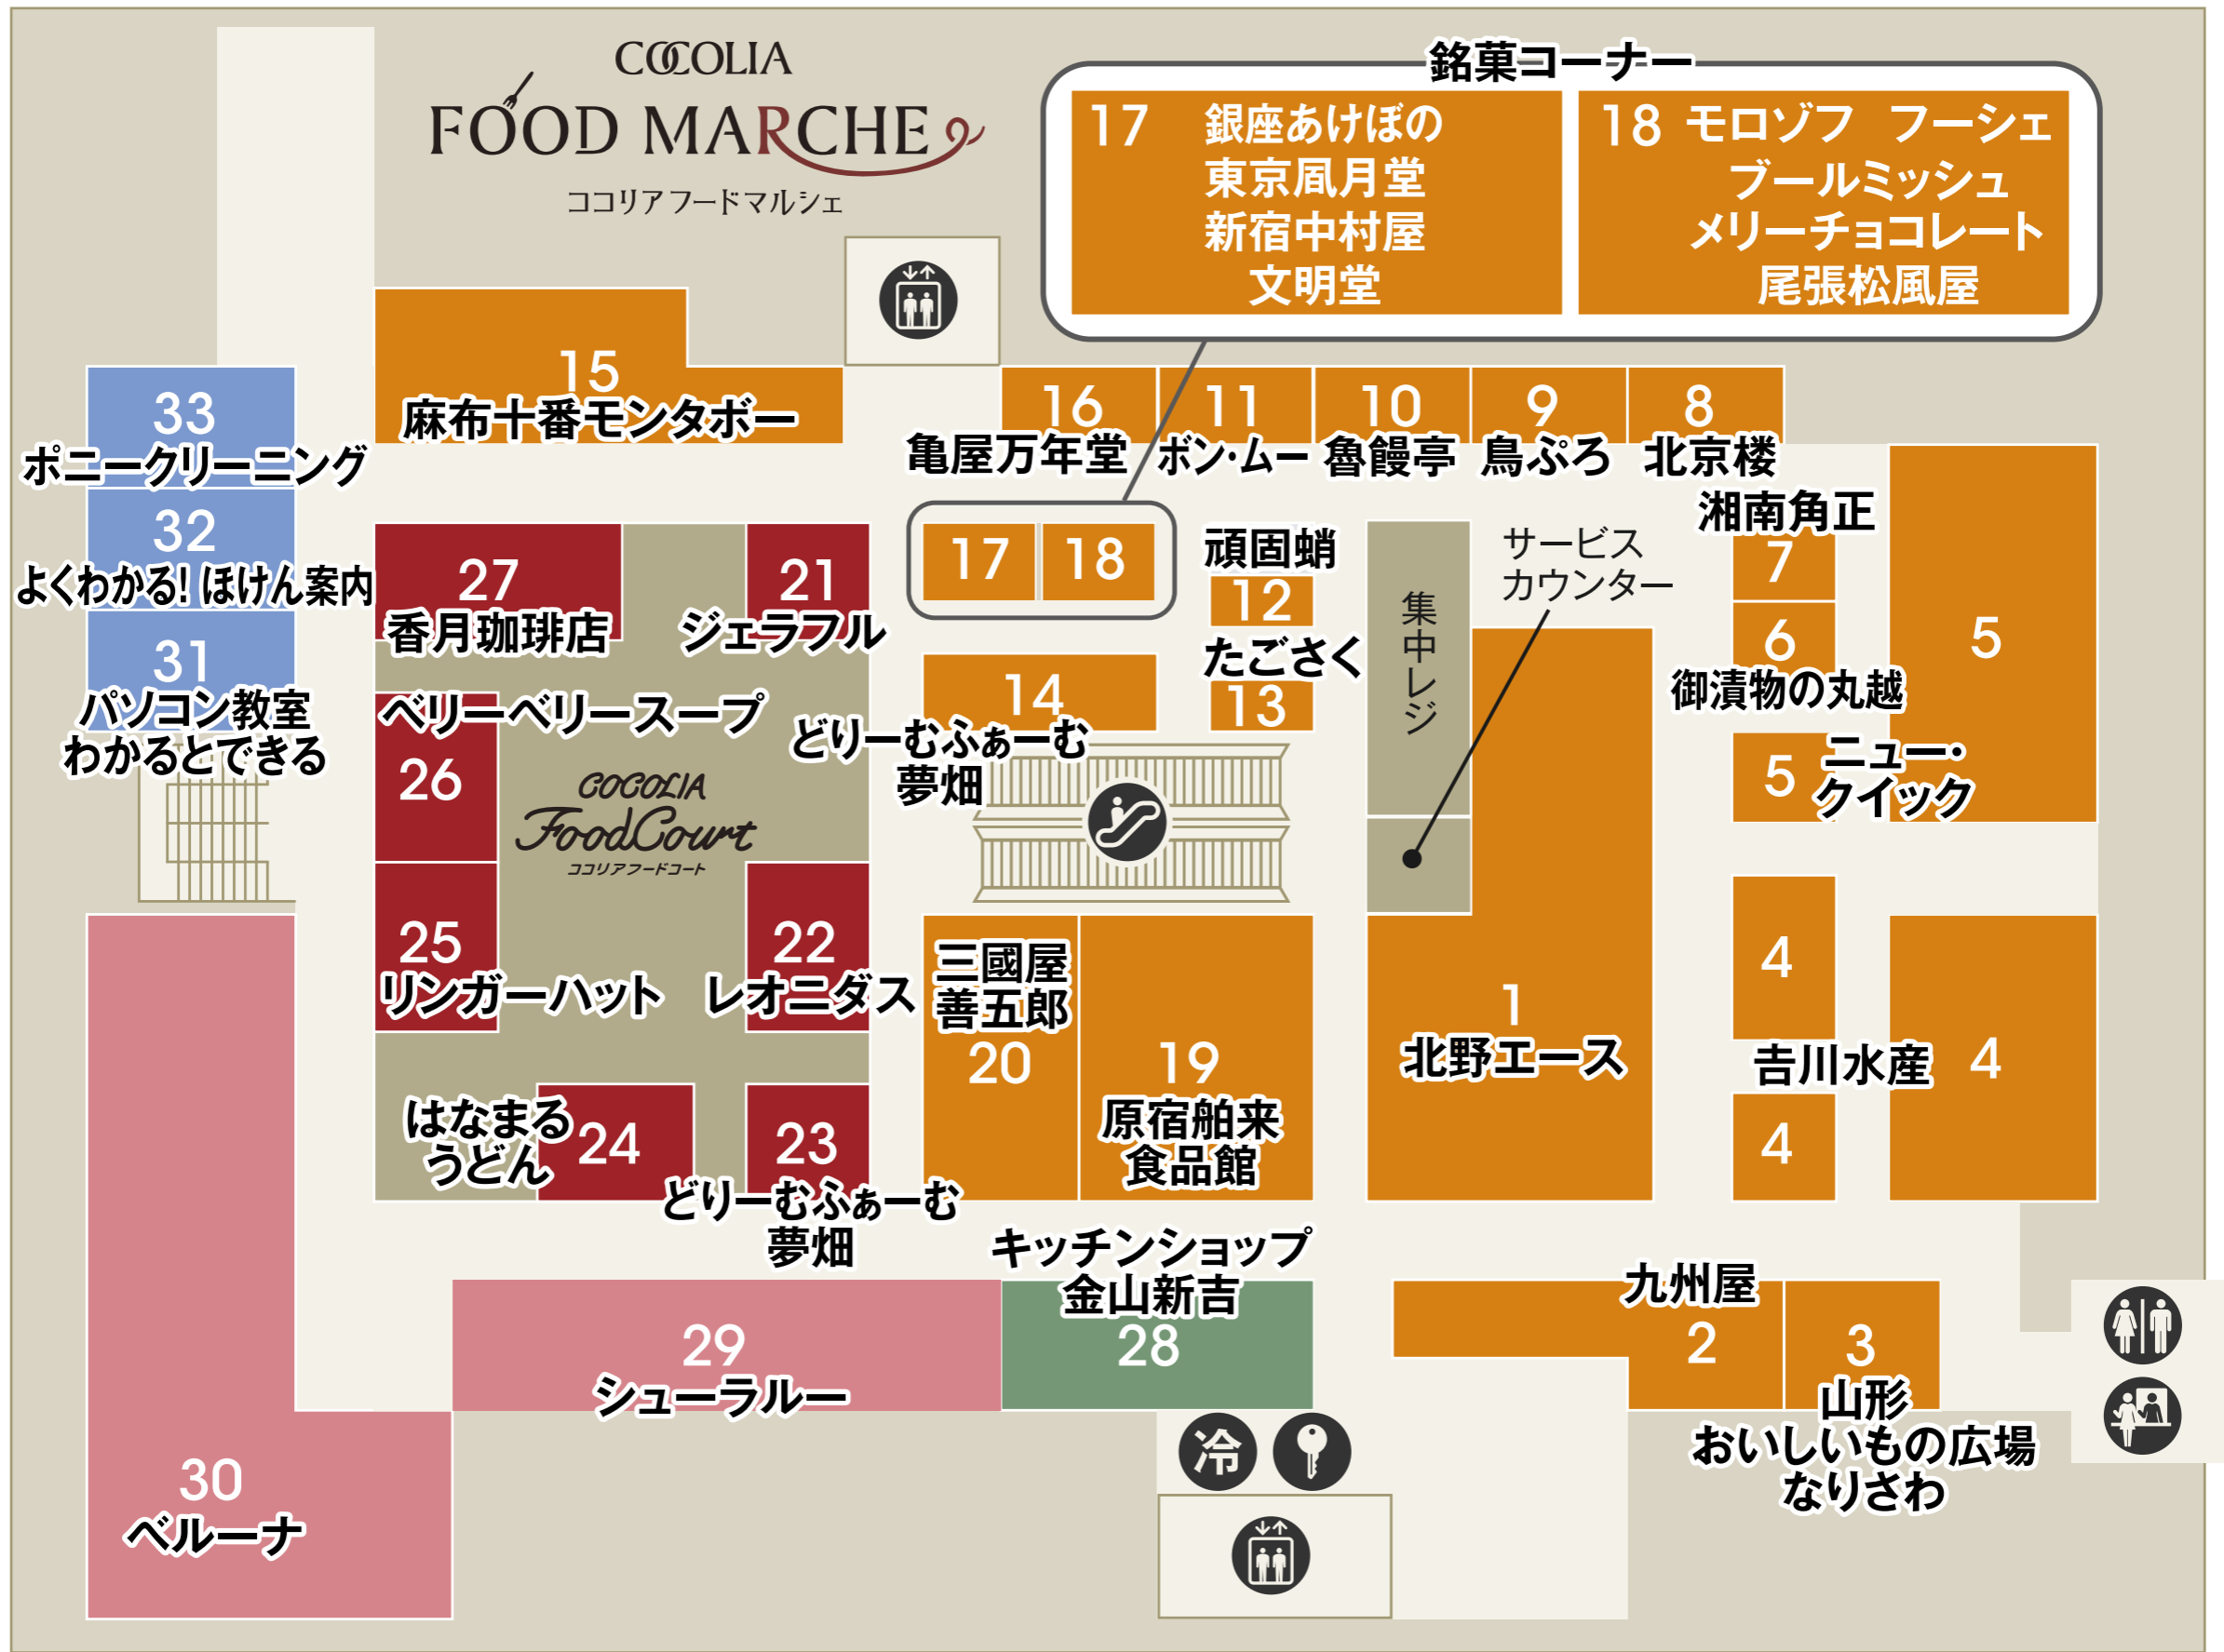 COCOLIA
FOOD MARCHE
ココリア フードマルシェ
銘菓コーナー
17 銀座あけぼの
東京凮月堂
新宿中村屋
文明堂
18 モロゾフ フーシェ
ブールミッシュ
メリーチョコレート
尾張松風屋
15
麻布十番モンタボー
16
亀屋万年堂
11
ボン・ムー
10
魯饅亭
9
鳥ぷろ
8
北京楼
33
ポニークリーニング
32
よくわかる! ほけん案内
31
パソコン教室
わかるとできる
27
香月珈琲店
21
ジェラフル
17
18
頑固蛸
12
たごさく
13
14
どりーむふぁーむ
夢畑
集中レジ
サービス
カウンター
湘南角正
7
6
御漬物の丸越
5
ニュー・
クイック
5
ベリーベリースープ
26
COCOLIA
FoodCourt
ココリアフードコート
25
リンガーハット
22
レオニダス
三國屋
善五郎
20
19
原宿舶来
食品館
1
北野エース
4
𠮷川水産
4
4
はなまる
うどん
24
23
どりーむふぁーむ
夢畑
キッチンショップ
金山新吉
28
29
シューラルー
30
ベルーナ
九州屋
2
3
山形
おいしいもの広場
なりさわ
冷